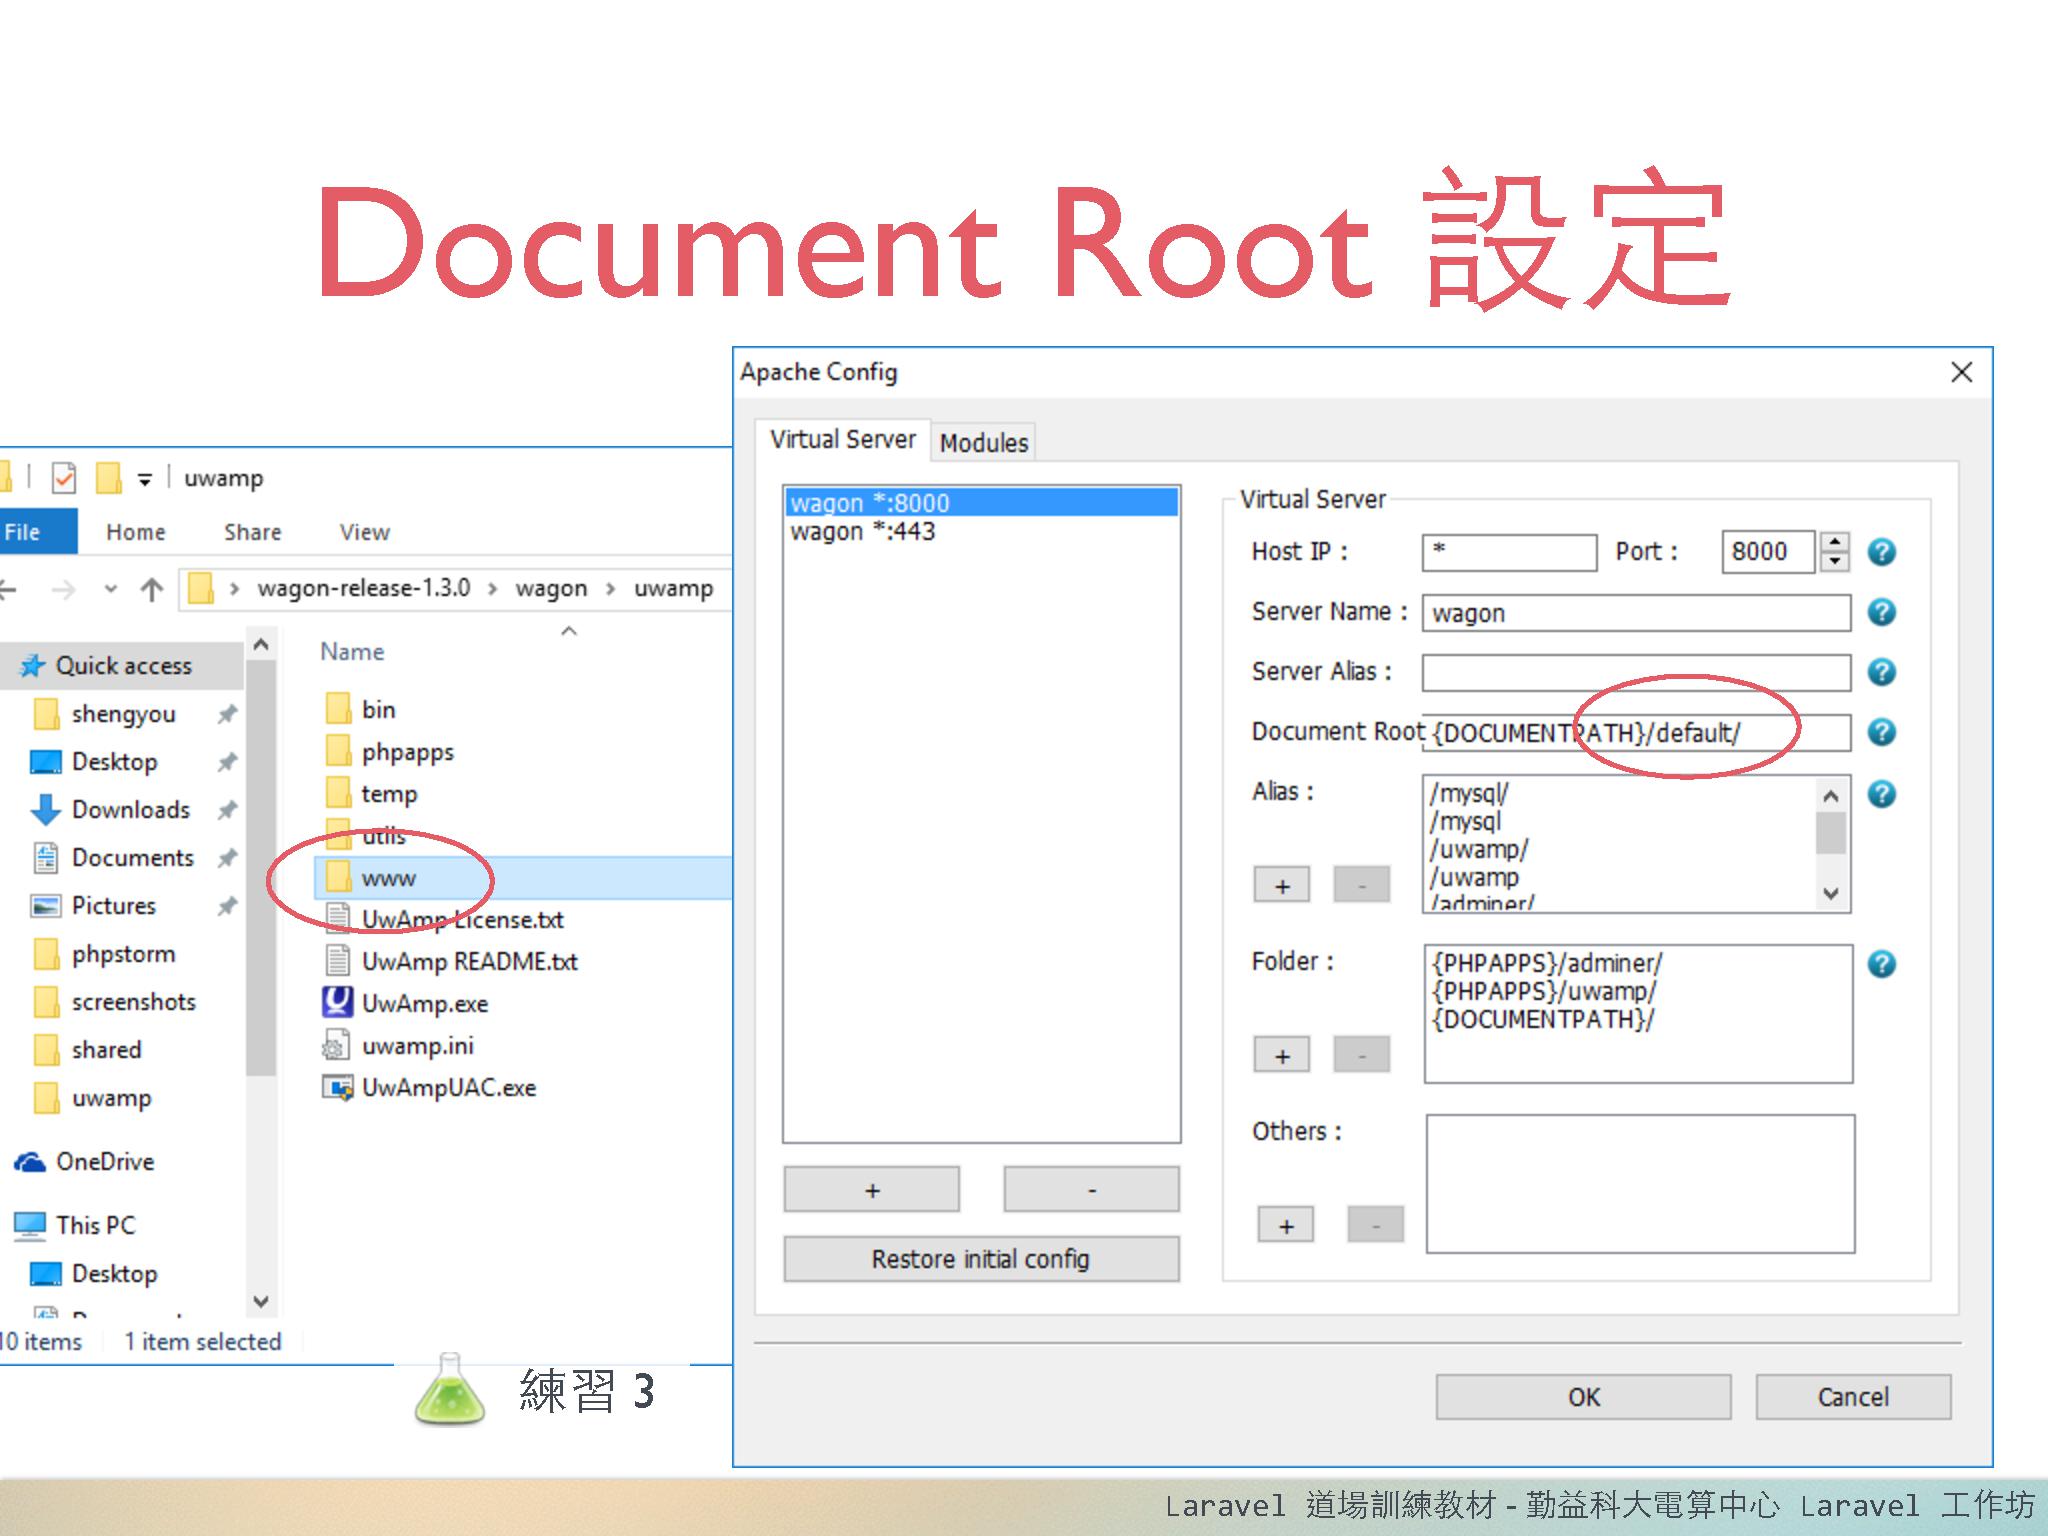 Document Root 設定
uwamp
File Home Share View
wagon-release-1.3.0 > wagon > uwamp
Quick access
shengyou
Desktop
Downloads
Documents
Pictures
phpstorm
screenshots
shared
uwamp
OneDrive
This PC
Desktop
Name
bin
phpapps
temp
utils
www
UwAmp License.txt
UwAmp README.txt
UwAmp.exe
uwamp.ini
UwAmpUAC.exe
10 items 1 item selected
Apache Config
Virtual Server Modules
wagon *:8000
wagon *:443
+ -
Restore initial config
Virtual Server
Host IP : * Port : 8000
Server Name : wagon
Server Alias :
Document Root {DOCUMENTPATH}/default/
Alias :
/mysql/
/mysql
/uwamp/
/uwamp
/adminer/
+ -
Folder :
{PHPAPPS}/adminer/
{PHPAPPS}/uwamp/
{DOCUMENTPATH}/
+ -
Others :
+ -
OK Cancel
練習 3
Laravel 道場訓練教材 - 勤益科大電算中心 Laravel 工作坊